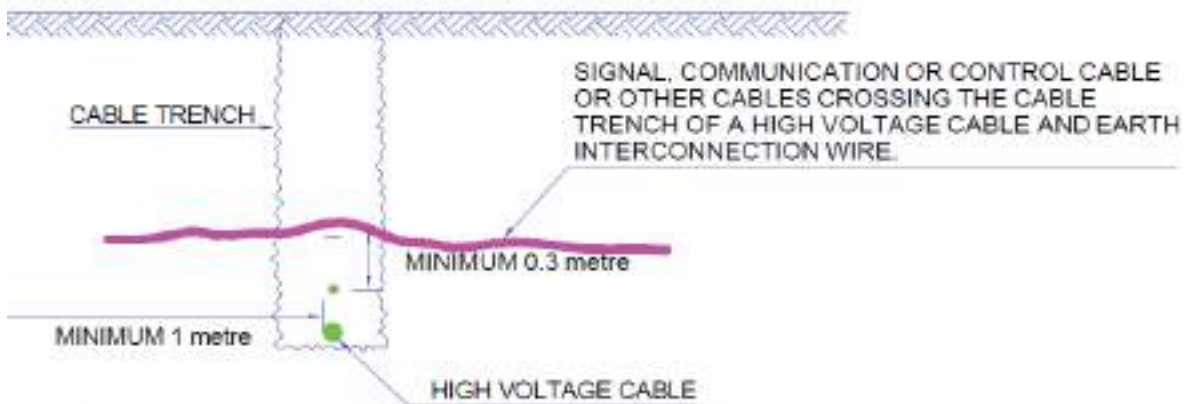 SIGNAL, COMMUNICATION OR CONTROL CABLE
OR OTHER CABLES CROSSING THE CABLE
TRENCH OF A HIGH VOLTAGE CABLE AND EARTH
INTERCONNECTION WIRE.
CABLE TRENCH
MINIMUM 0.3 metre
MINIMUM 1 metre
HIGH VOLTAGE CABLE